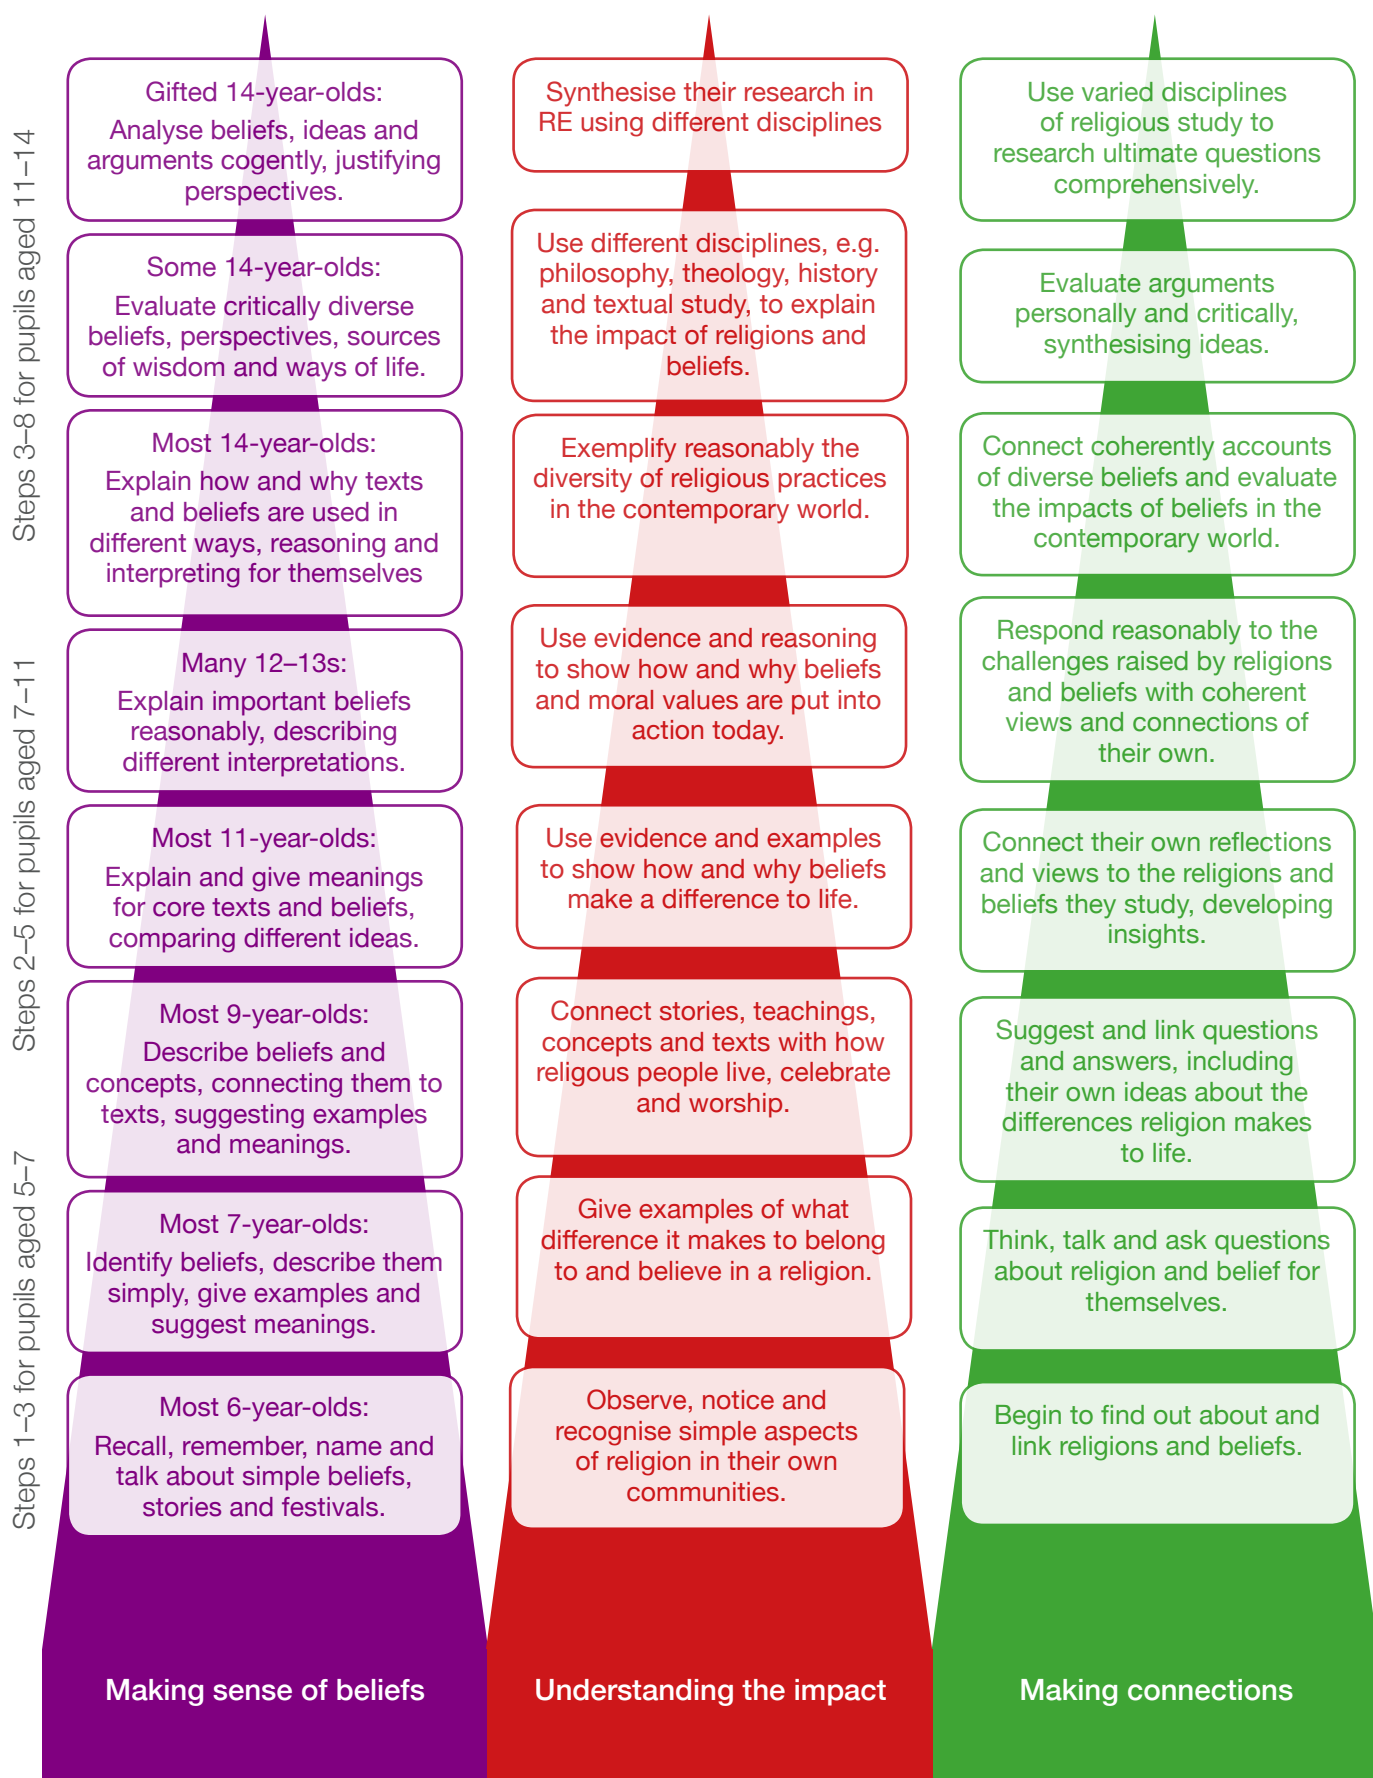 Steps 3–8 for pupils aged 11–14
Steps 2–5 for pupils aged 7–11
Steps 1–3 for pupils aged 5–7
Gifted 14-year-olds:
Analyse beliefs, ideas and
arguments cogently, justifying
perspectives.
Some 14-year-olds:
Evaluate critically diverse
beliefs, perspectives, sources
of wisdom and ways of life.
Most 14-year-olds:
Explain how and why texts
and beliefs are used in
different ways, reasoning and
interpreting for themselves
Many 12–13s:
Explain important beliefs
reasonably, describing
different interpretations.
Most 11-year-olds:
Explain and give meanings
for core texts and beliefs,
comparing different ideas.
Most 9-year-olds:
Describe beliefs and
concepts, connecting them to
texts, suggesting examples
and meanings.
Most 7-year-olds:
Identify beliefs, describe them
simply, give examples and
suggest meanings.
Most 6-year-olds:
Recall, remember, name and
talk about simple beliefs,
stories and festivals.
Making sense of beliefs
Synthesise their research in
RE using different disciplines
Use different disciplines, e.g.
philosophy, theology, history
and textual study, to explain
the impact of religions and
beliefs.
Exemplify reasonably the
diversity of religious practices
in the contemporary world.
Use evidence and reasoning
to show how and why beliefs
and moral values are put into
action today.
Use evidence and examples
to show how and why beliefs
make a difference to life.
Connect stories, teachings,
concepts and texts with how
religous people live, celebrate
and worship.
Give examples of what
difference it makes to belong
to and believe in a religion.
Observe, notice and
recognise simple aspects
of religion in their own
communities.
Understanding the impact
Use varied disciplines
of religious study to
research ultimate questions
comprehensively.
Evaluate arguments
personally and critically,
synthesising ideas.
Connect coherently accounts
of diverse beliefs and evaluate
the impacts of beliefs in the
contemporary world.
Respond reasonably to the
challenges raised by religions
and beliefs with coherent
views and connections of
their own.
Connect their own reflections
and views to the religions and
beliefs they study, developing
insights.
Suggest and link questions
and answers, including
their own ideas about the
differences religion makes
to life.
Think, talk and ask questions
about religion and belief for
themselves.
Begin to find out about and
link religions and beliefs.
Making connections